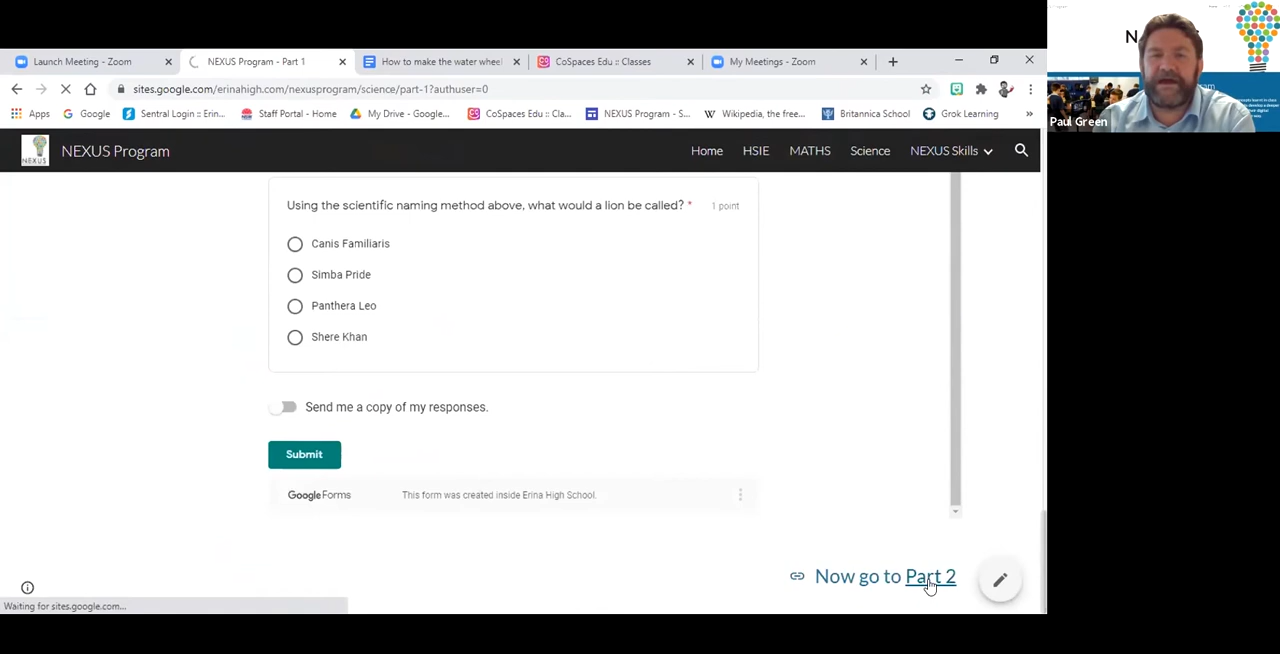 Launch Meeting - Zoom
NEXUS Program - Part 1
How to make the water whee
CoSpaces Edu :: Classes
My Meetings - Zoom
sites.google.com/erinahigh.com/nexusprogram/science/part-1?authuser=0
Apps
Google
Sentral Login :: Erin...
Staff Portal - Home
My Drive - Google...
CoSpaces Edu :: Cla...
NEXUS Program - S...
Wikipedia, the free...
Britannica School
Grok Learning
NEXUS
NEXUS Program
Home
HSIE
MATHS
Science
NEXUS Skills
Using the scientific naming method above, what would a lion be called? *
1 point
Canis Familiaris
Simba Pride
Panthera Leo
Shere Khan
Send me a copy of my responses.
Submit
Google Forms
This form was created inside Erina High School.
Now go to Part 2
Waiting for sites.google.com...
N
Paul Green